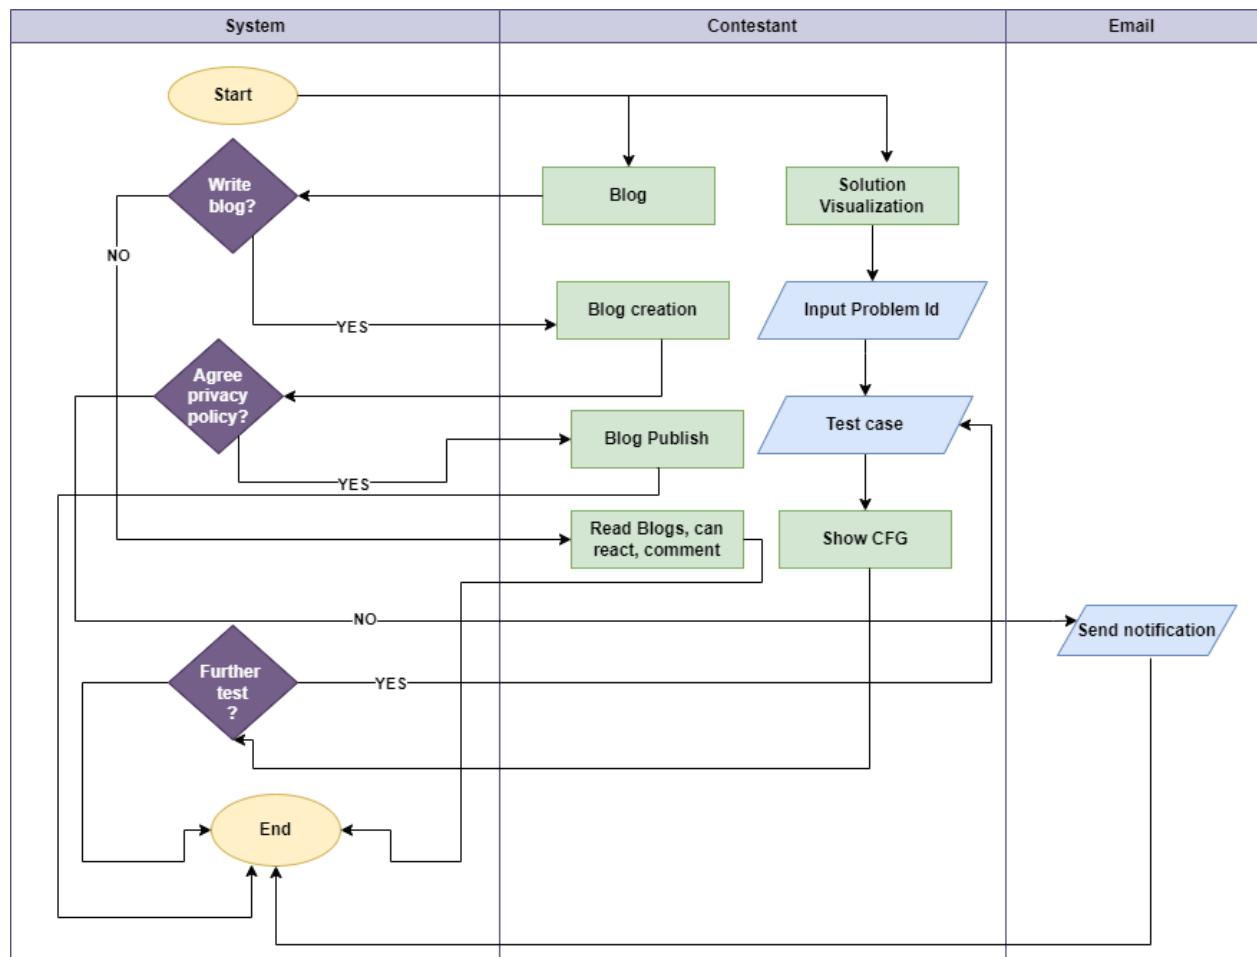 System
Contestant
Email
Start
Write
blog?
Blog
Solution
Visualization
NO
Blog creation
Input Problem Id
YES
Agree
privacy
policy?
Blog Publish
Test case
YES
Read Blogs, can
react, comment
Show CFG
NO
Send notification
Further
test
?
YES
End